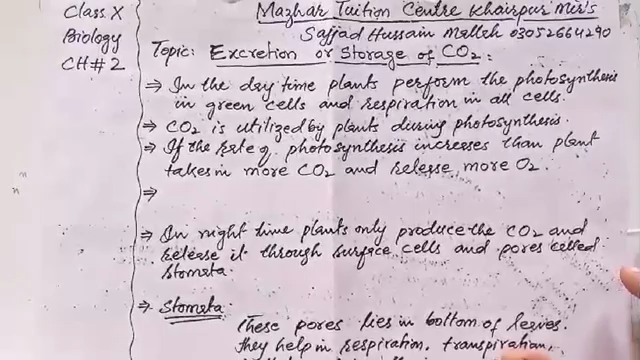 Class X
Biology
CH#2
Mazhar Tuition Centre Khairpur Mir's
Sajjad Hussain Mallah 03052664290
Topic: Excretion or Storage of CO2:
⇒ In the day time plants perform the photosynthesis
in green cells and respiration in all cells.
⇒ CO2 is utilized by plants during photosynthesis.
⇒ If the rate of photosynthesis increases than plant
takes in more CO2 and release more O2.
⇒
⇒ In night time plants only produce the CO2 and
release it through surface cells and pores called
stomata.
⇒ Stomata:
These pores lies in bottom of leaves.
they help in respiration, transpiration,